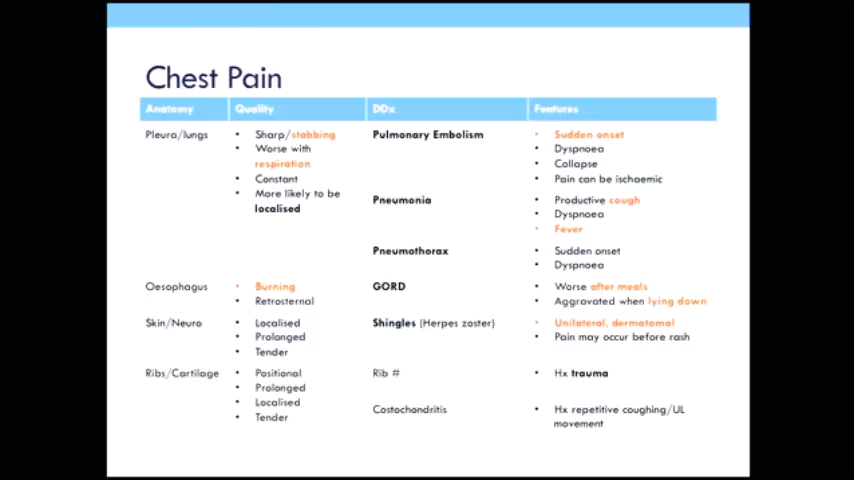 Chest Pain
Anatomy Quality DDx Features
Pleura/lungs
• Sharp/stabbing
• Worse with
respiration
• Constant
• More likely to be
localised
Pulmonary Embolism
• Sudden onset
• Dyspnoea
• Collapse
• Pain can be ischaemic
Pneumonia
• Productive cough
• Dyspnoea
• Fever
Pneumothorax
• Sudden onset
• Dyspnoea
Oesophagus
• Burning
• Retrosternal
GORD
• Worse after meals
• Aggravated when lying down
Skin/Neuro
• Localised
• Prolonged
• Tender
Shingles (Herpes zoster)
• Unilateral, dermatomal
• Pain may occur before rash
Ribs/Cartilage
• Positional
• Prolonged
• Localised
• Tender
Rib #
• Hx trauma
Costochondritis
• Hx repetitive coughing/UL
movement